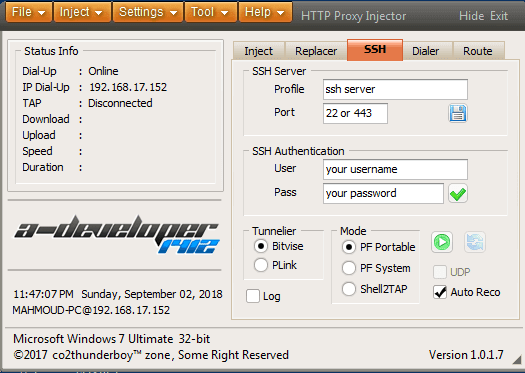 File Inject Settings Tool Help HTTP Proxy Injector Hide Exit
Status Info
Dial-Up : Online
IP Dial-Up : 192.168.17.152
TAP : Disconnected
Download :
Upload :
Speed :
Duration :
a-developer
1412
11:47:07 PM Sunday, September 02, 2018
MAHMOUD-PC@192.168.17.152
Inject Replacer SSH Dialer Route
SSH Server
Profile ssh server
Port 22 or 443
SSH Authentication
User your username
Pass your password
Tunnelier
Bitvise
PLink
Log
Mode
PF Portable
PF System
Shell2TAP
UDP
Auto Reco
Microsoft Windows 7 Ultimate 32-bit
©2017 co2thunderboy™ zone, Some Right Reserved
Version 1.0.1.7